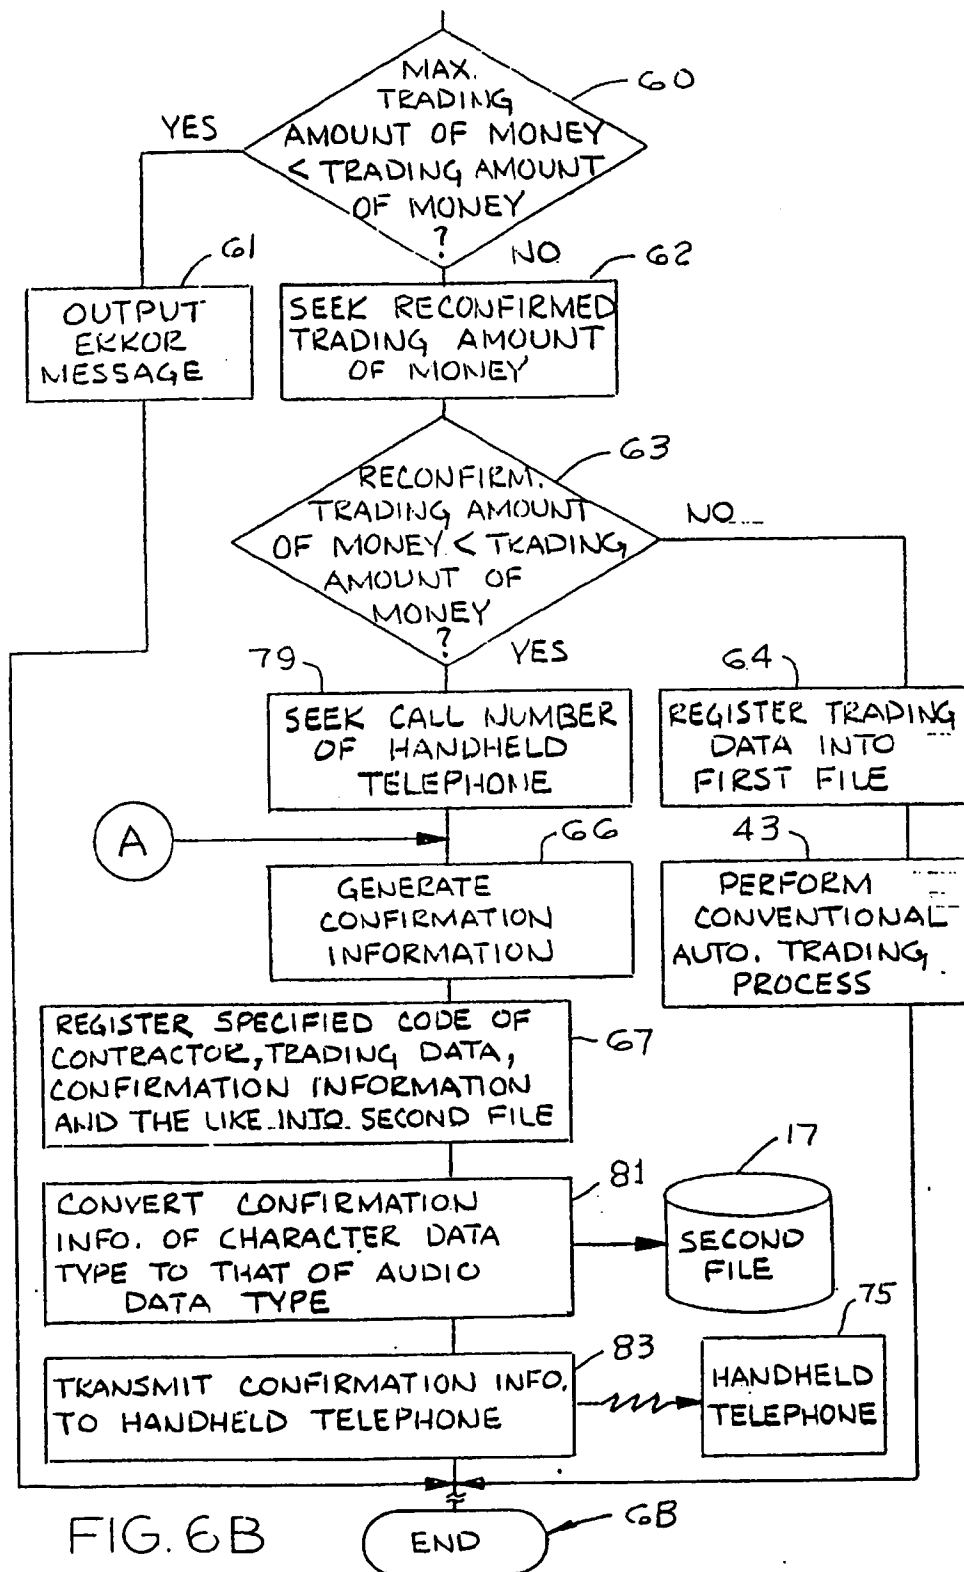 MAX.
TRADING
AMOUNT OF MONEY
< TRADING AMOUNT
OF MONEY
?
60
YES
NO
61
OUTPUT
ERROR
MESSAGE
62
SEEK RECONFIRMED
TRADING AMOUNT
OF MONEY
63
RECONFIRM.
TRADING AMOUNT
OF MONEY < TRADING
AMOUNT OF
MONEY
?
NO
YES
79
SEEK CALL NUMBER
OF HANDHELD
TELEPHONE
64
REGISTER TRADING
DATA INTO
FIRST FILE
A
66
GENERATE
CONFIRMATION
INFORMATION
43
PERFORM
CONVENTIONAL
AUTO. TRADING
PROCESS
REGISTER SPECIFIED CODE OF
CONTRACTOR, TRADING DATA,
CONFIRMATION INFORMATION
AND THE LIKE INTO SECOND FILE
67
CONVERT CONFIRMATION
INFO. OF CHARACTER DATA
TYPE TO THAT OF AUDIO
DATA TYPE
81
17
SECOND
FILE
TRANSMIT CONFIRMATION INFO.
TO HANDHELD TELEPHONE
83
75
HANDHELD
TELEPHONE
FIG. 6B
END
6B